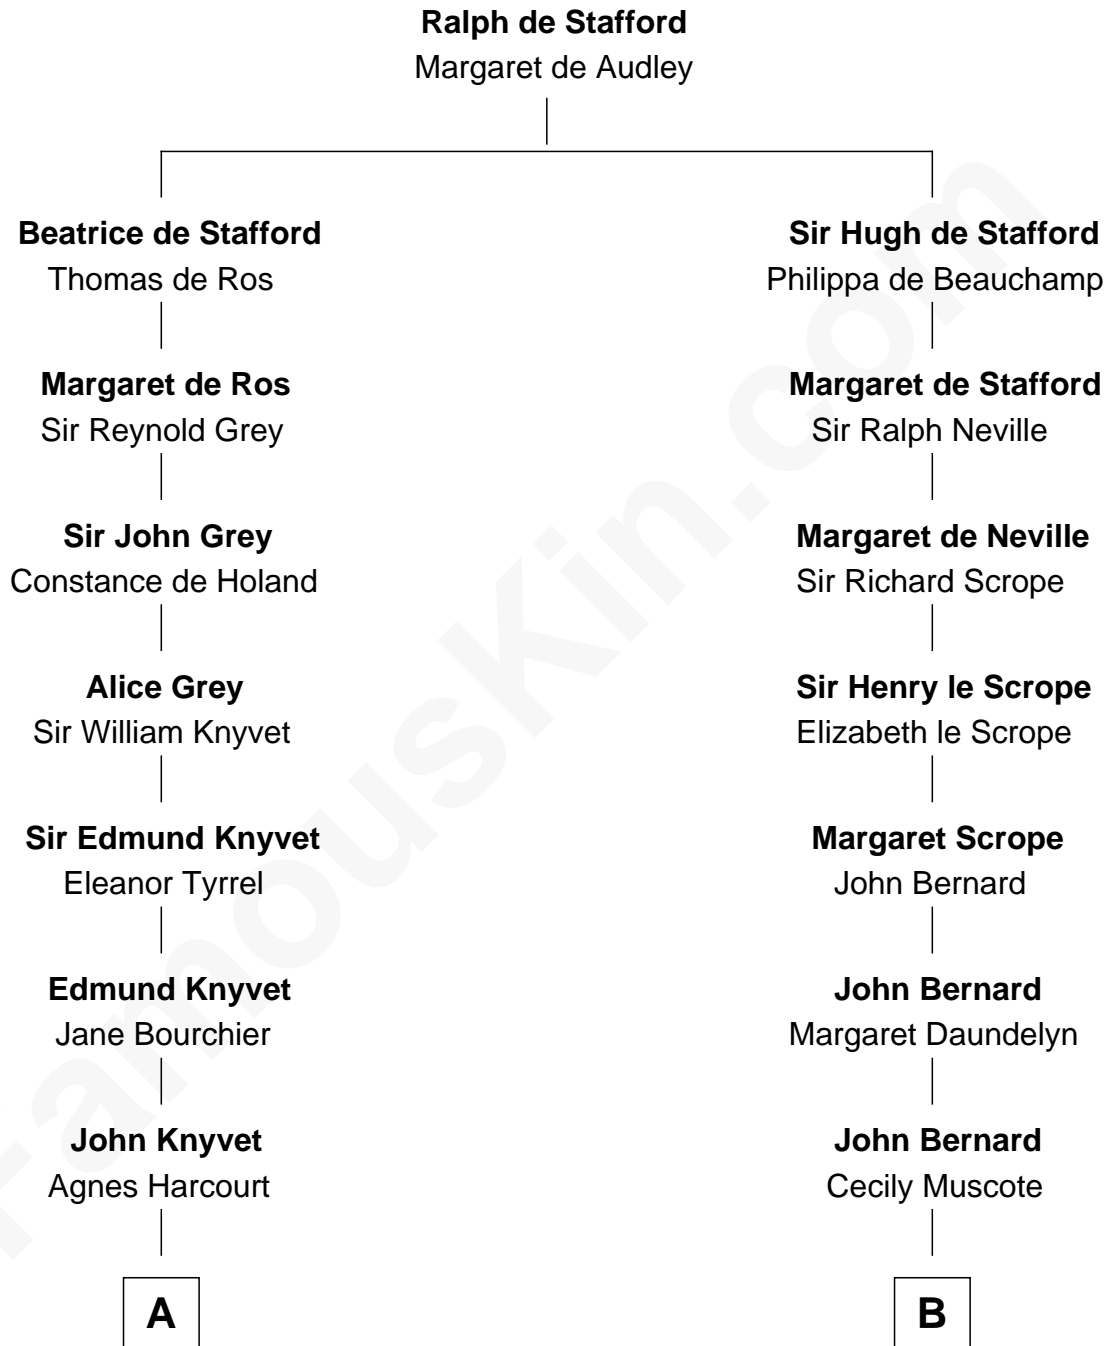 Ralph de Stafford
Margaret de Audley
Beatrice de Stafford
Thomas de Ros
Margaret de Ros
Sir Reynold Grey
Sir John Grey
Constance de Holand
Alice Grey
Sir William Knyvet
Sir Edmund Knyvet
Eleanor Tyrrel
Edmund Knyvet
Jane Bourchier
John Knyvet
Agnes Harcourt
A
Sir Hugh de Stafford
Philippa de Beauchamp
Margaret de Stafford
Sir Ralph Neville
Margaret de Neville
Sir Richard Scrope
Sir Henry le Scrope
Elizabeth le Scrope
Margaret Scrope
John Bernard
John Bernard
Margaret Daundelyn
John Bernard
Cecily Muscote
B
FamousKin.com